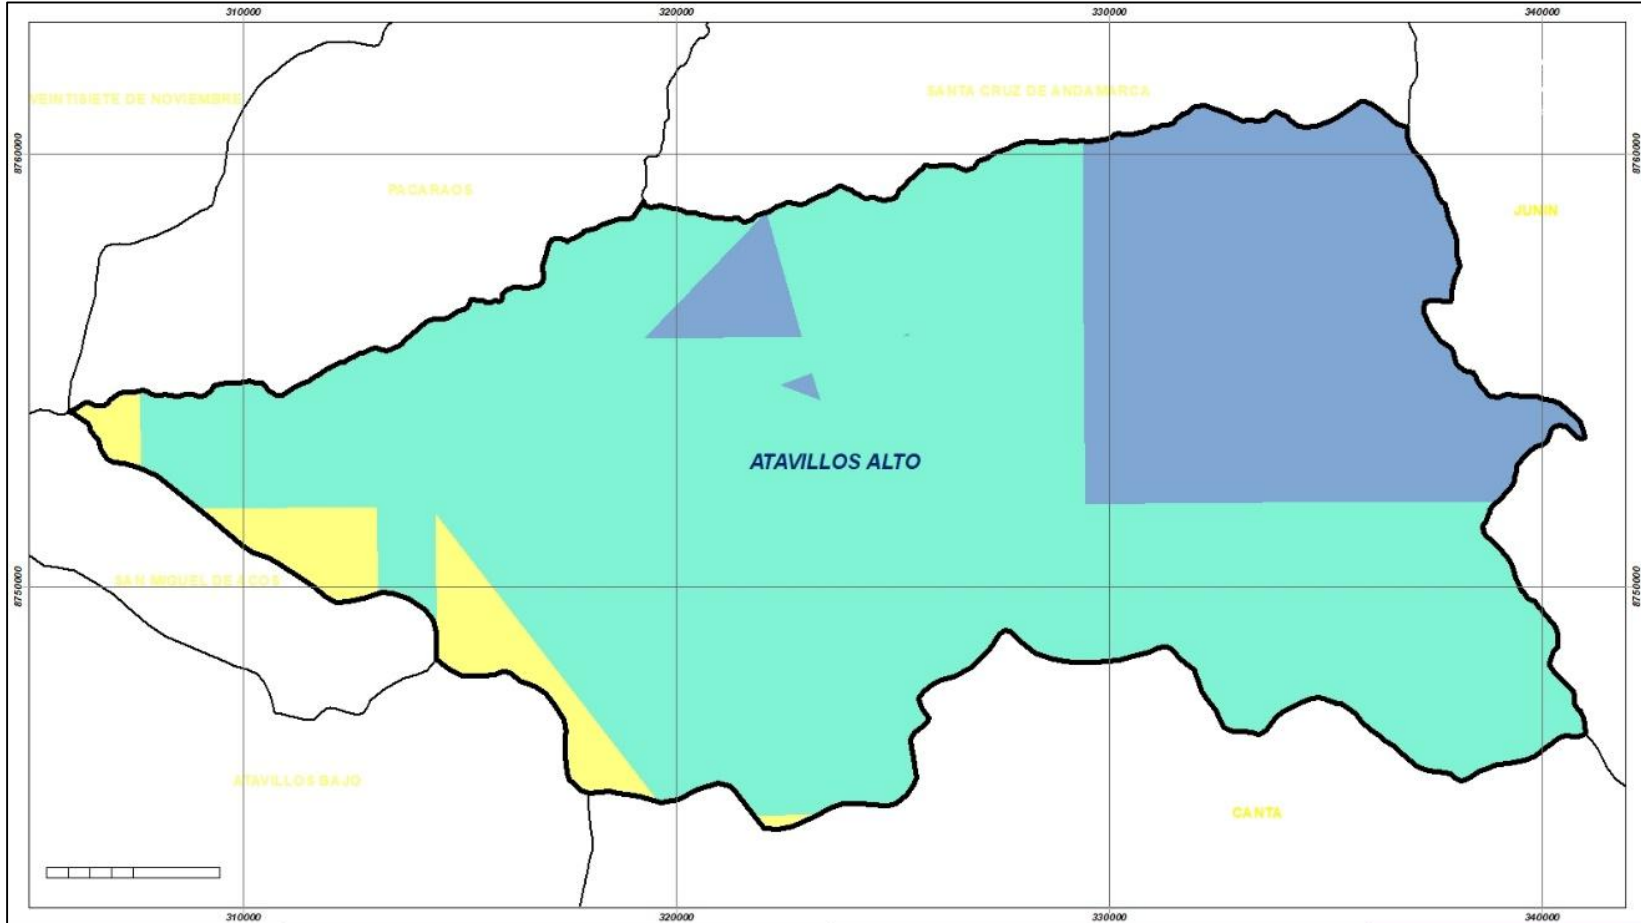 310000 320000 330000 340000
SANTA CRUZ DE ANDAMARCA
VEINTISIETE DE NOVIEMBRE
8760000 8760000
PACARAOS
JUNIN
ATAVILLOS ALTO
SAN MIGUEL DE ACOS
8750000 8750000
ATAVILLOS BAJO
CANTA
310000 320000 330000 340000